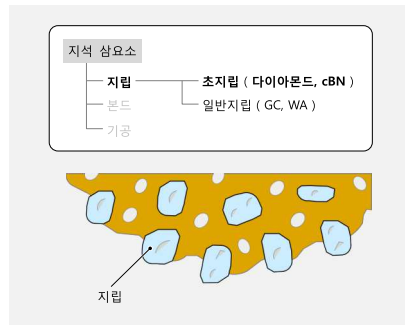 지석 삼요소
지립
초지립 ( 다이아몬드, cBN )
본드
일반지립 ( GC, WA )
기공
지립